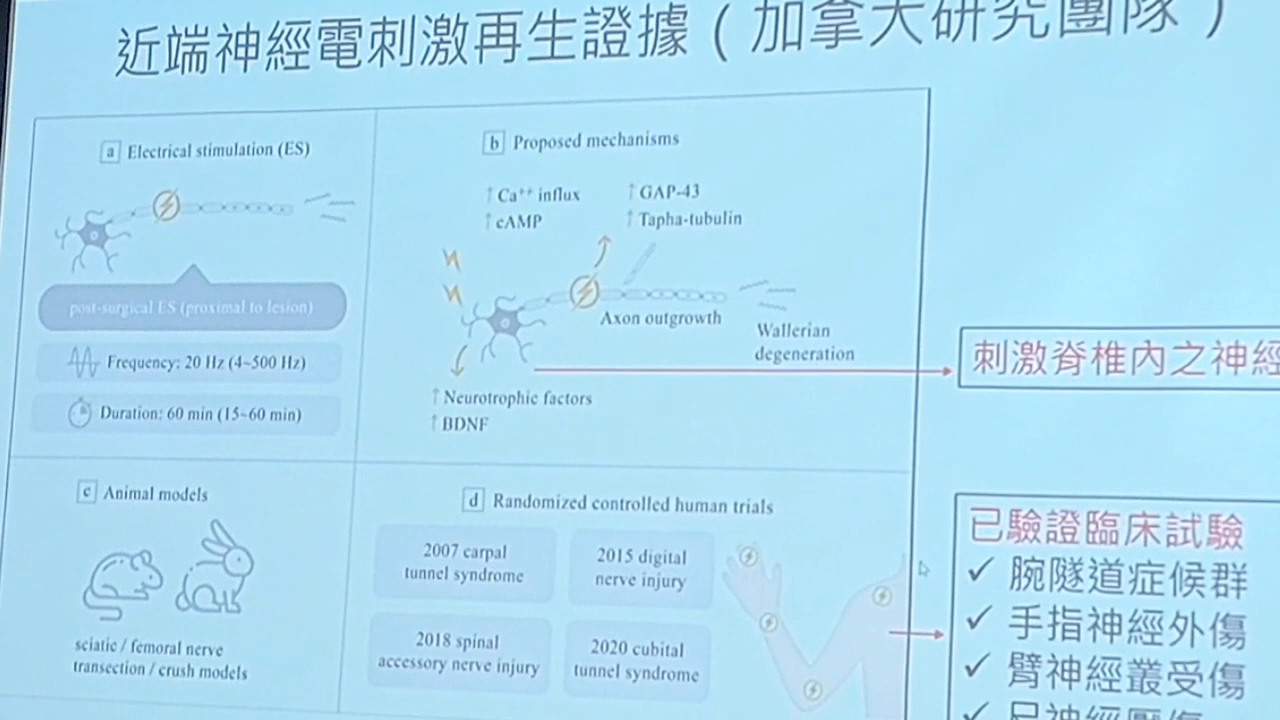 近端神經電刺激再生證據（加拿大研究團隊）
a Electrical stimulation (ES)
post-surgical ES (proximal to lesion)
Frequency: 20 Hz (4~500 Hz)
Duration: 60 min (15~60 min)
b Proposed mechanisms
↑ Ca⁺⁺ influx
↑ cAMP
↑ GAP-43
↑ Tapha-tubulin
Axon outgrowth
Wallerian
degeneration
↑ Neurotrophic factors
↑ BDNF
刺激脊椎內之神經
c Animal models
sciatic / femoral nerve
transection / crush models
d Randomized controlled human trials
2007 carpal
tunnel syndrome
2015 digital
nerve injury
2018 spinal
accessory nerve injury
2020 cubital
tunnel syndrome
已驗證臨床試驗
✓ 腕隧道症候群
✓ 手指神經外傷
✓ 臂神經叢受傷
✓ 尺神經壓傷